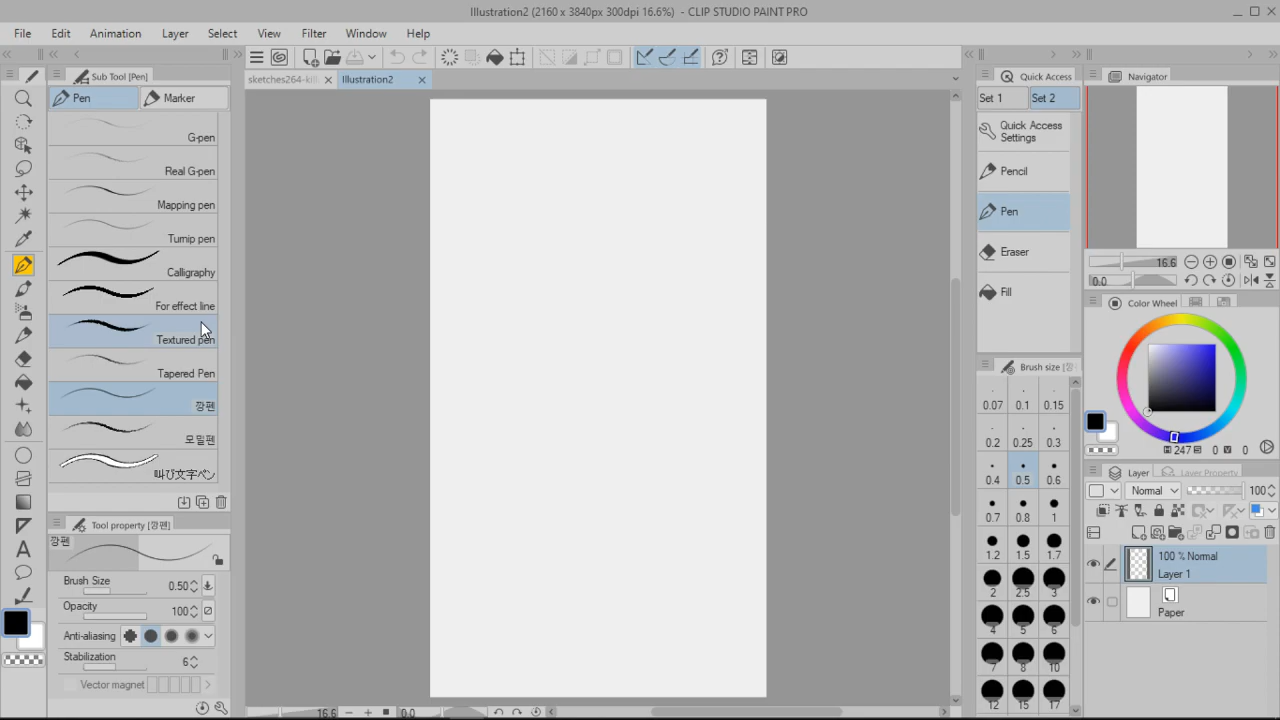 Illustration2 (2160 x 3840px 300dpi 16.6%) - CLIP STUDIO PAINT PRO
File Edit Animation Layer Select View Filter Window Help
Sub Tool [Pen]
Pen Marker
G-pen
Real G-pen
Mapping pen
Turnip pen
Calligraphy
For effect line
Textured pen
Tapered Pen
깡펜
모밀펜
叫び文字ペン
Tool property [깡펜]
깡펜
Brush Size 0.50
Opacity 100
Anti-aliasing
Stabilization 6
Vector magnet
Illustration2
16.6 0.0
Quick Access
Set 1 Set 2
Quick Access
Settings
Pencil
Pen
Eraser
Fill
Brush size
0.07 0.1 0.15
0.2 0.25 0.3
0.4 0.5 0.6
0.7 0.8 1
1.2 1.5 1.7
2 2.5 3
4 5 6
7 8 10
12 15 17
Navigator
16.6
0.0
Color Wheel
247 0 0
Layer Layer Property
Normal 100
100 % Normal
Layer 1
Paper